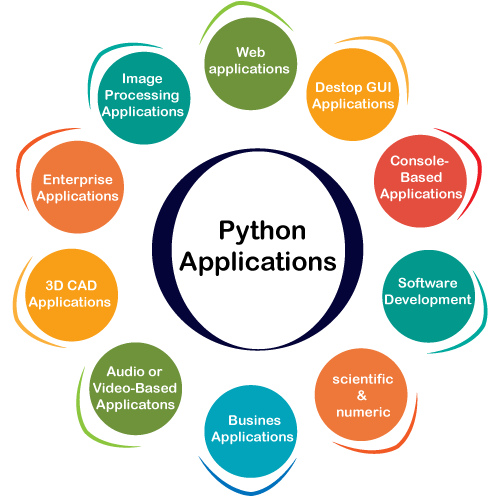 Python
Applications
Web
applications
Destop GUI
Applications
Console-
Based
Applications
Software
Development
scientific
&
numeric
Busines
Applications
Audio or
Video-Based
Applicatons
3D CAD
Applications
Enterprise
Applications
Image
Processing
Applications